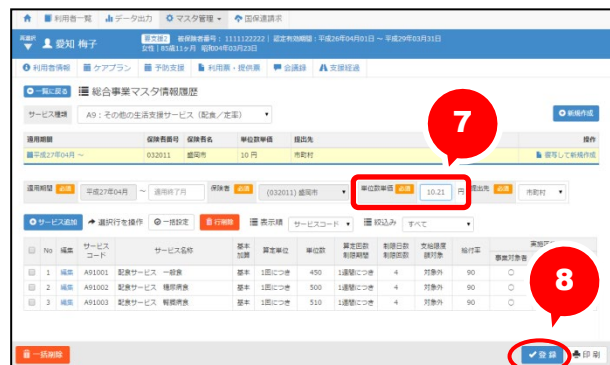 利用者一覧 データ出力 マスタ管理 国保連請求
愛知 梅子 要支援2 被保険者番号：1111122222 認定有効期間：平成26年04月01日 ～ 平成29年03月31日
女性 85歳11ヶ月 昭和04年03月23日
利用者情報 ケアプラン 予防支援 利用票・提供票 会議録 支援経過
一覧に戻る 総合事業マスタ情報履歴
サービス種類 A9：その他の生活支援サービス（配食／定率） 新規作成
適用期間 保険者番号 保険者名 単位数単価 提出先 操作
平成27年04月 ～ 032011 盛岡市 10 円 市町村 複写して新規作成
7
適用期間 必須 平成27年04月 ～ 適用終了月 保険者 必須 (032011) 盛岡市 単位数単価 必須 10.21 円 提出先 必須 市町村
サービス追加 選択行を操作 一括設定 行削除 表示順 サービスコード 絞込み すべて
No 編集 サービスコード サービス名称 基本加算 算定単位 単位数 算定回数制限期間 制限日数制限回数 支給限度額対象 給付率
事業対象者
1 編集 A91001 配食サービス 一般食 基本 1回につき 450 1週間につき 4 対象外 90 ○
2 編集 A91002 配食サービス 糖尿病食 基本 1回につき 500 1週間につき 4 対象外 90 ○
3 編集 A91003 配食サービス 腎臓病食 基本 1回につき 510 1週間につき 4 対象外 90 ○
8
一括削除 登録 印刷